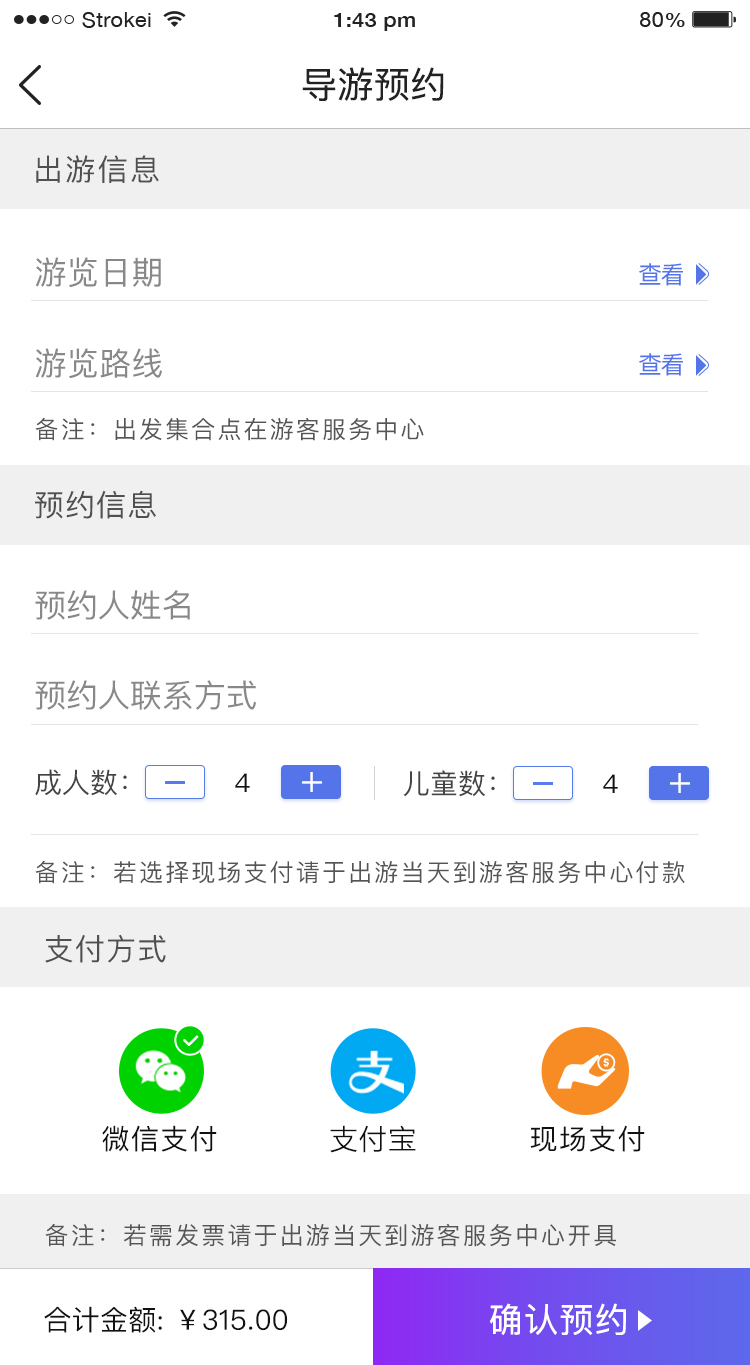 Strokei 1:43 pm 80%
导游预约
出游信息
游览日期 查看
游览路线 查看
备注：出发集合点在游客服务中心
预约信息
预约人姓名
预约人联系方式
成人数： 4 儿童数： 4
备注：若选择现场支付请于出游当天到游客服务中心付款
支付方式
微信支付 支付宝 现场支付
备注：若需发票请于出游当天到游客服务中心开具
合计金额: ￥315.00 确认预约